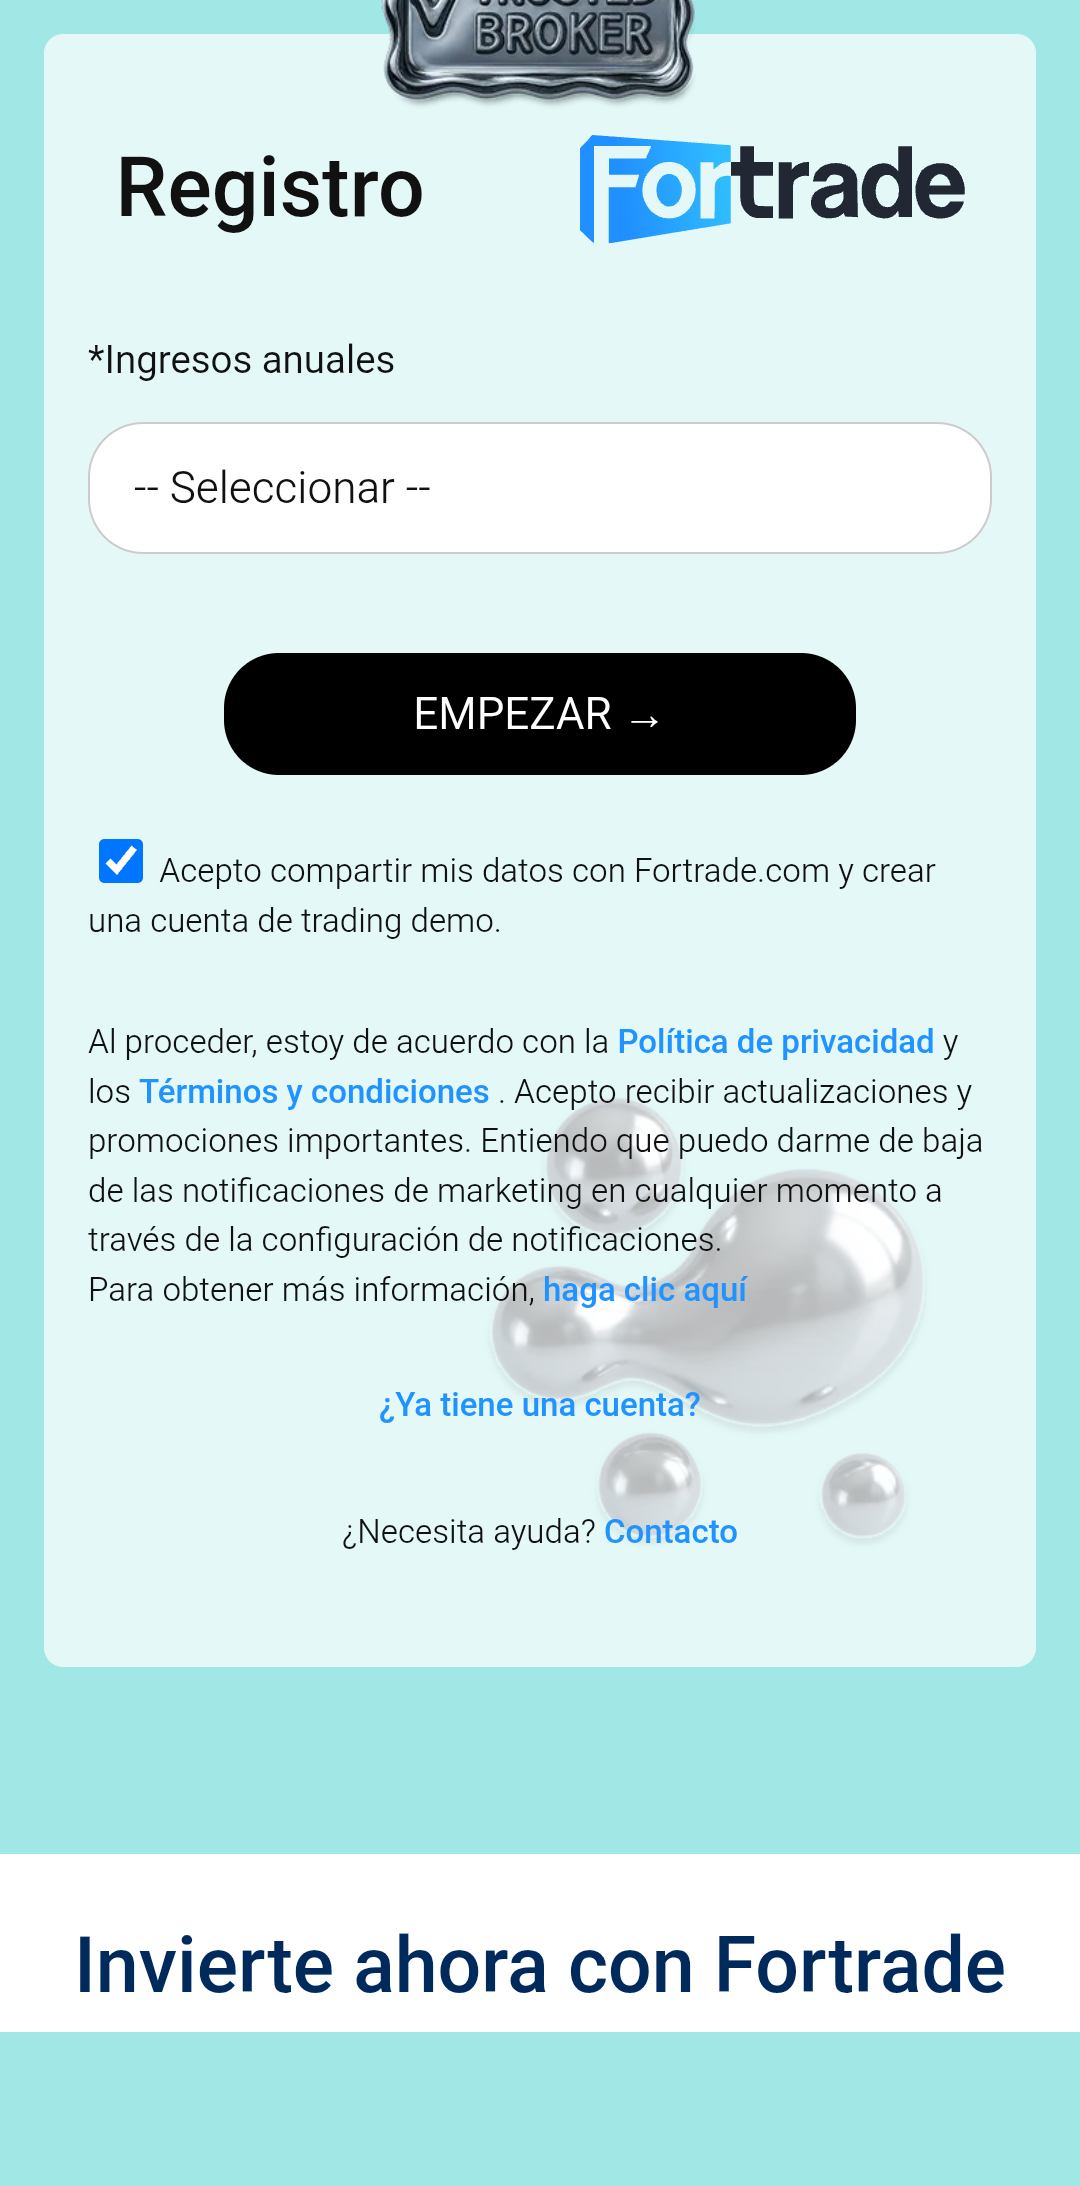 BROKER
Registro
Fortrade
*Ingresos anuales
-- Seleccionar --
EMPEZAR →
Acepto compartir mis datos con Fortrade.com y crear
una cuenta de trading demo.
Al proceder, estoy de acuerdo con la Política de privacidad y
los Términos y condiciones . Acepto recibir actualizaciones y
promociones importantes. Entiendo que puedo darme de baja
de las notificaciones de marketing en cualquier momento a
través de la configuración de notificaciones.
Para obtener más información, haga clic aquí
¿Ya tiene una cuenta?
¿Necesita ayuda? Contacto
Invierte ahora con Fortrade